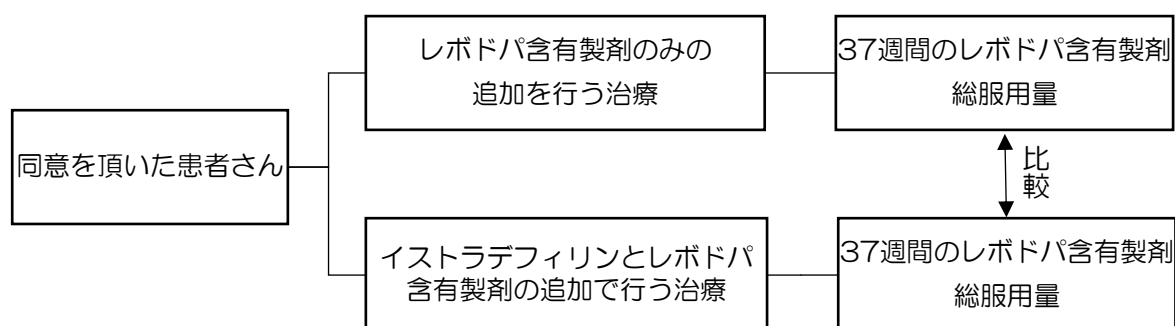 同意を頂いた患者さん
レボドパ含有製剤のみの
追加を行う治療
37週間のレボドパ含有製剤
総服用量
比較
イストラデフィリンとレボドパ
含有製剤の追加で行う治療
37週間のレボドパ含有製剤
総服用量